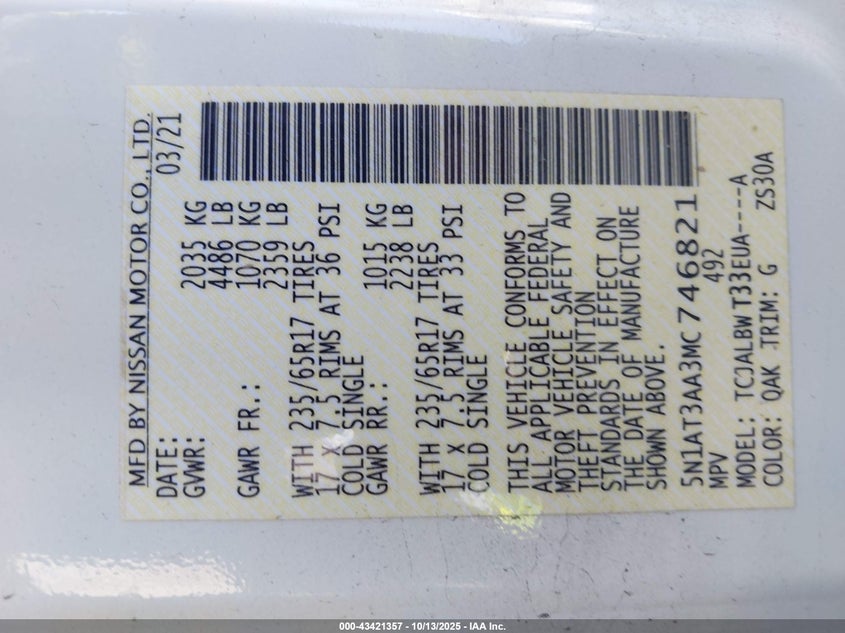 MFD BY NISSAN MOTOR CO., LTD.
DATE: 03/21
GVWR: 2035 KG
4486 LB
GAWR FR.: 1070 KG
2359 LB
WITH 235/65R17 TIRES
17 X 7.5 RIMS AT 36 PSI
COLD SINGLE
GAWR RR.: 1015 KG
2238 LB
WITH 235/65R17 TIRES
17 X 7.5 RIMS AT 33 PSI
COLD SINGLE
THIS VEHICLE CONFORMS TO
ALL APPLICABLE FEDERAL
MOTOR VEHICLE SAFETY AND
THEFT PREVENTION
STANDARDS IN EFFECT ON
THE DATE OF MANUFACTURE
SHOWN ABOVE.
5N1AT3AA3MC746821
MPV 492
MODEL: TCJALBW T33EUA----A
COLOR: QAK TRIM: G ZS30A
000-43421357 - 10/13/2025 - IAA Inc.